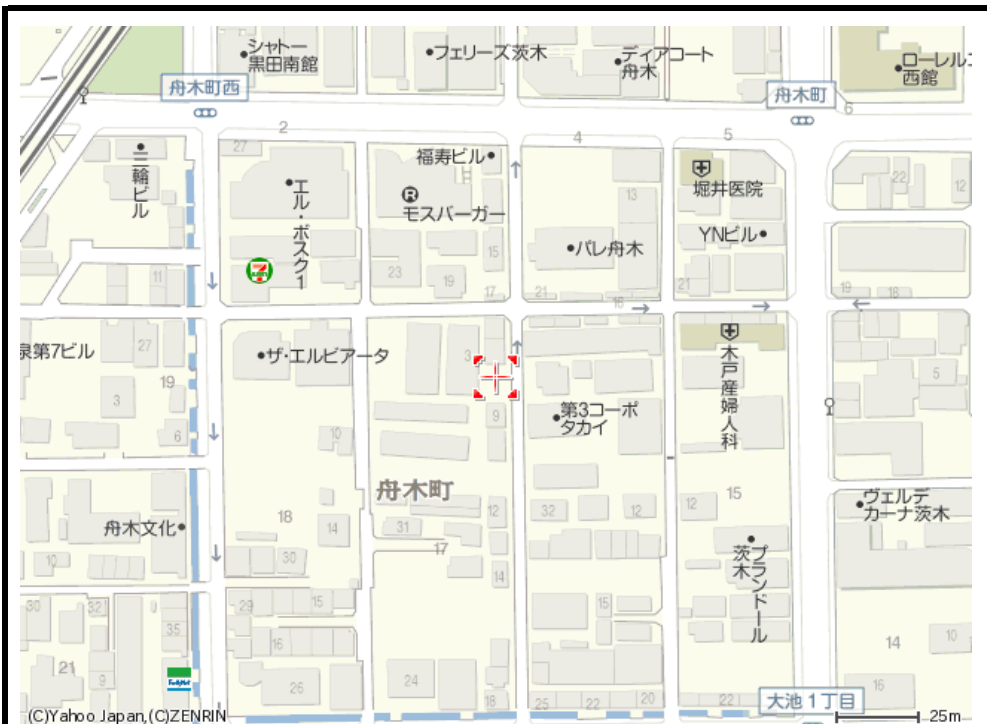 シャトー
黒田南館
フェリーズ茨木
ディアコート
舟木
ローレルコ
西館
舟木町西
舟木町
6
2
4
5
27
三輪ビル
エル・ボスク1
福寿ビル
モスバーガー
13
堀井医院
22
12
パレ舟木
YNビル
15
23
19
17
11
21
16
21
19
18
泉第7ビル
27
ザ・エルビアータ
3
木戸産婦人科
5
19
3
第3コーポ
タカイ
9
6
10
舟木町
舟木文化
18
14
31
12
32
12
12
15
ヴェルデ
カーナ茨木
17
10
30
14
プランドール
茨木
30
32
29
15
15
35
16
14
10
21
9
FamilyMart
26
24
18
25
22
20
22
大池1丁目
16
(C)Yahoo Japan,(C)ZENRIN
25m